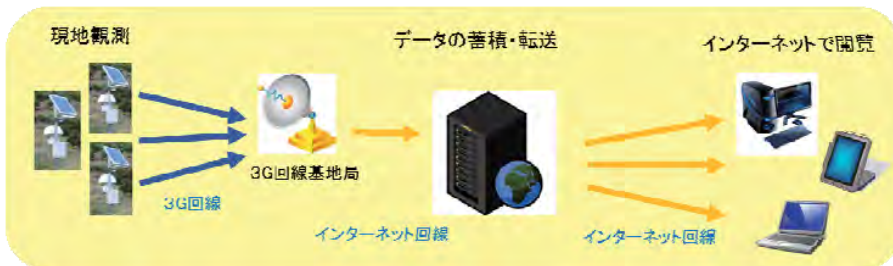 現地観測
データの蓄積・転送
インターネットで閲覧
3G回線基地局
3G回線
インターネット回線
インターネット回線